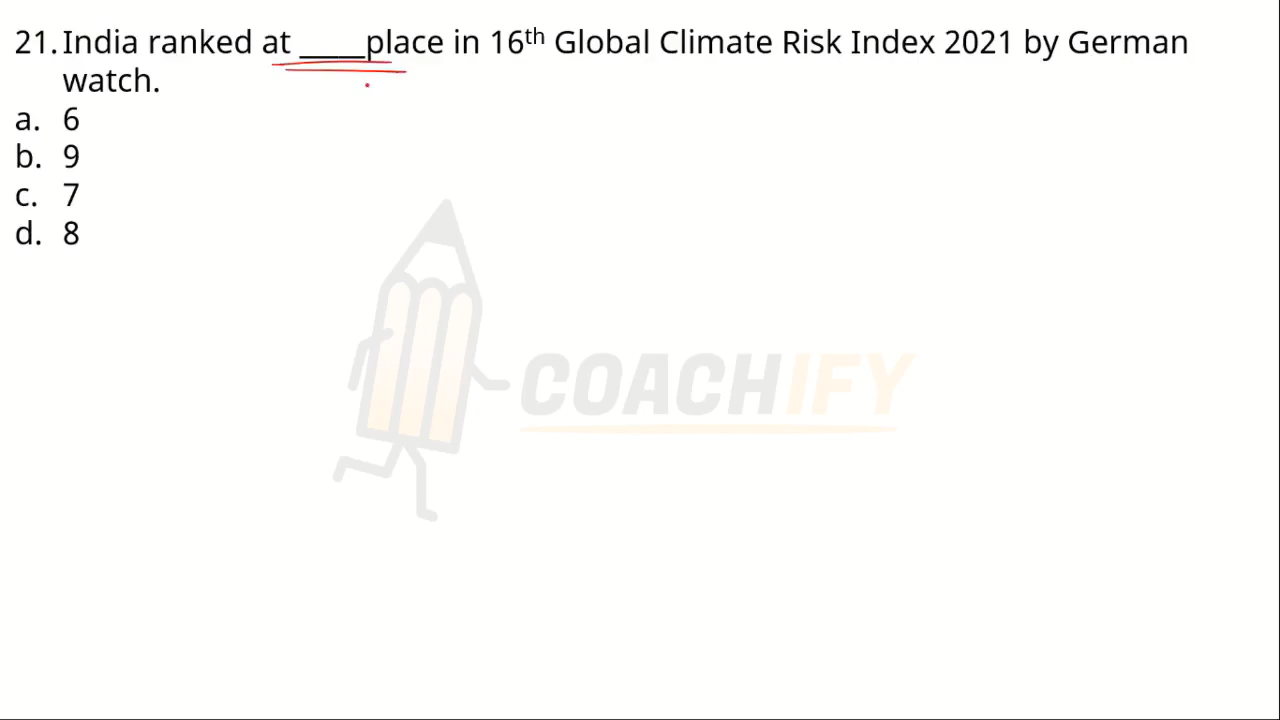 21. India ranked at ____place in 16th Global Climate Risk Index 2021 by German
watch.
a. 6
b. 9
c. 7
d. 8
COACHIFY